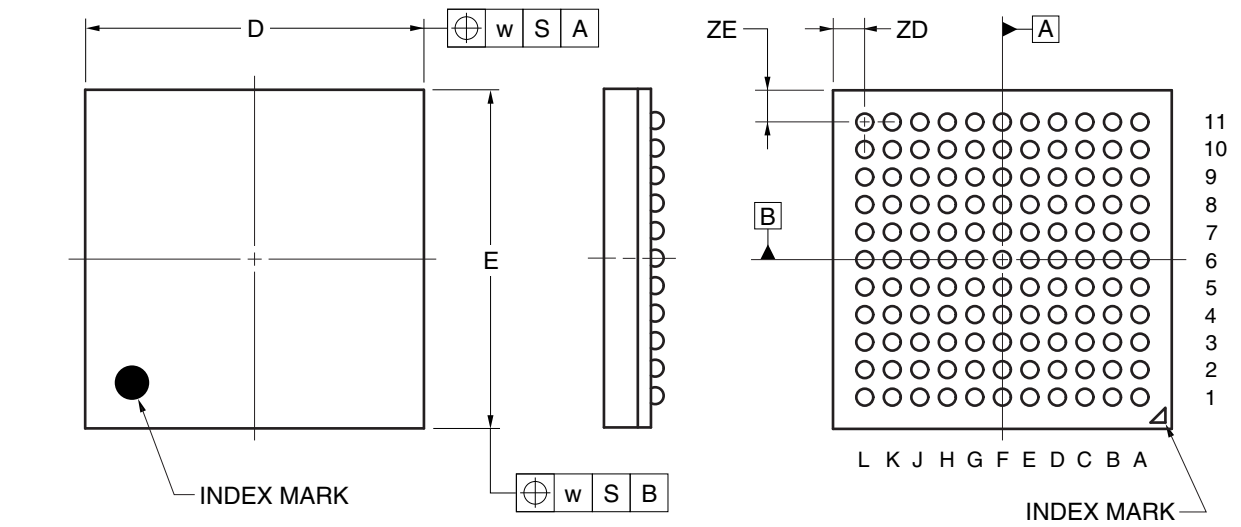 D
⌖ w S A
E
INDEX MARK
⌖ w S B
ZE
ZD
A
B
11
10
9
8
7
6
5
4
3
2
1
L K J H G F E D C B A
INDEX MARK